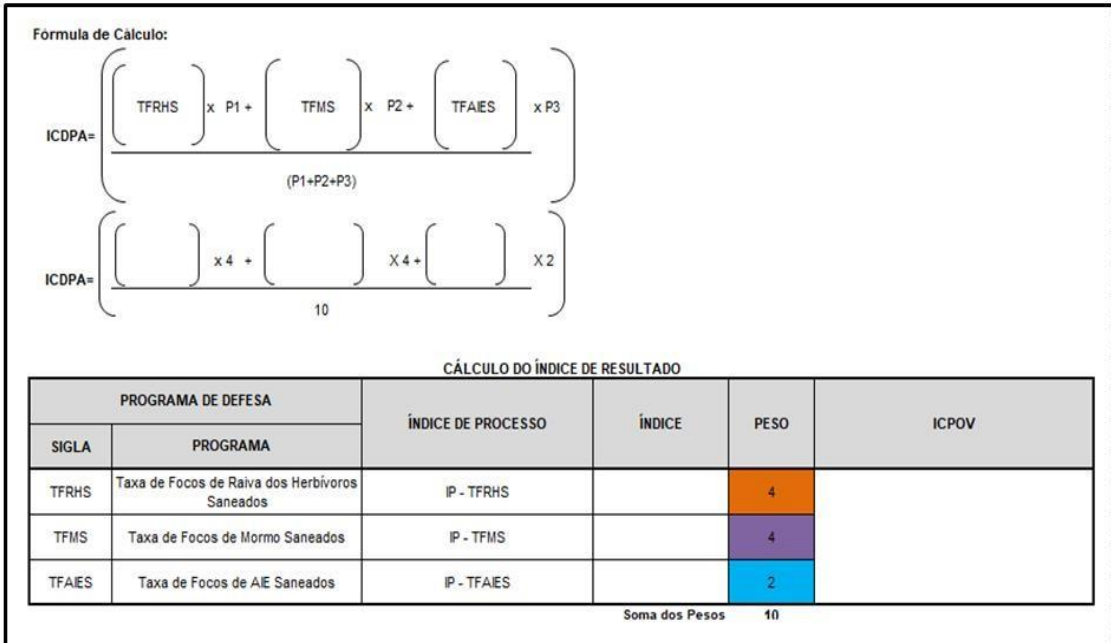 Fórmula de Càlculo:
TFRHS x P1 + TFMS x P2 + TFAIES x P3
ICDPA=
(P1+P2+P3)
x 4 + X 4 + X 2
ICDPA=
10
CÁLCULO DO ÍNDICE DE RESULTADO
PROGRAMA DE DEFESA ÍNDICE DE PROCESSO ÍNDICE PESO ICPOV
SIGLA PROGRAMA
TFRHS Taxa de Focos de Raiva dos Herbívoros Saneados IP - TFRHS 4
TFMS Taxa de Focos de Mormo Saneados IP - TFMS 4
TFAIES Taxa de Focos de AIE Saneados IP - TFAIES 2
Soma dos Pesos 10